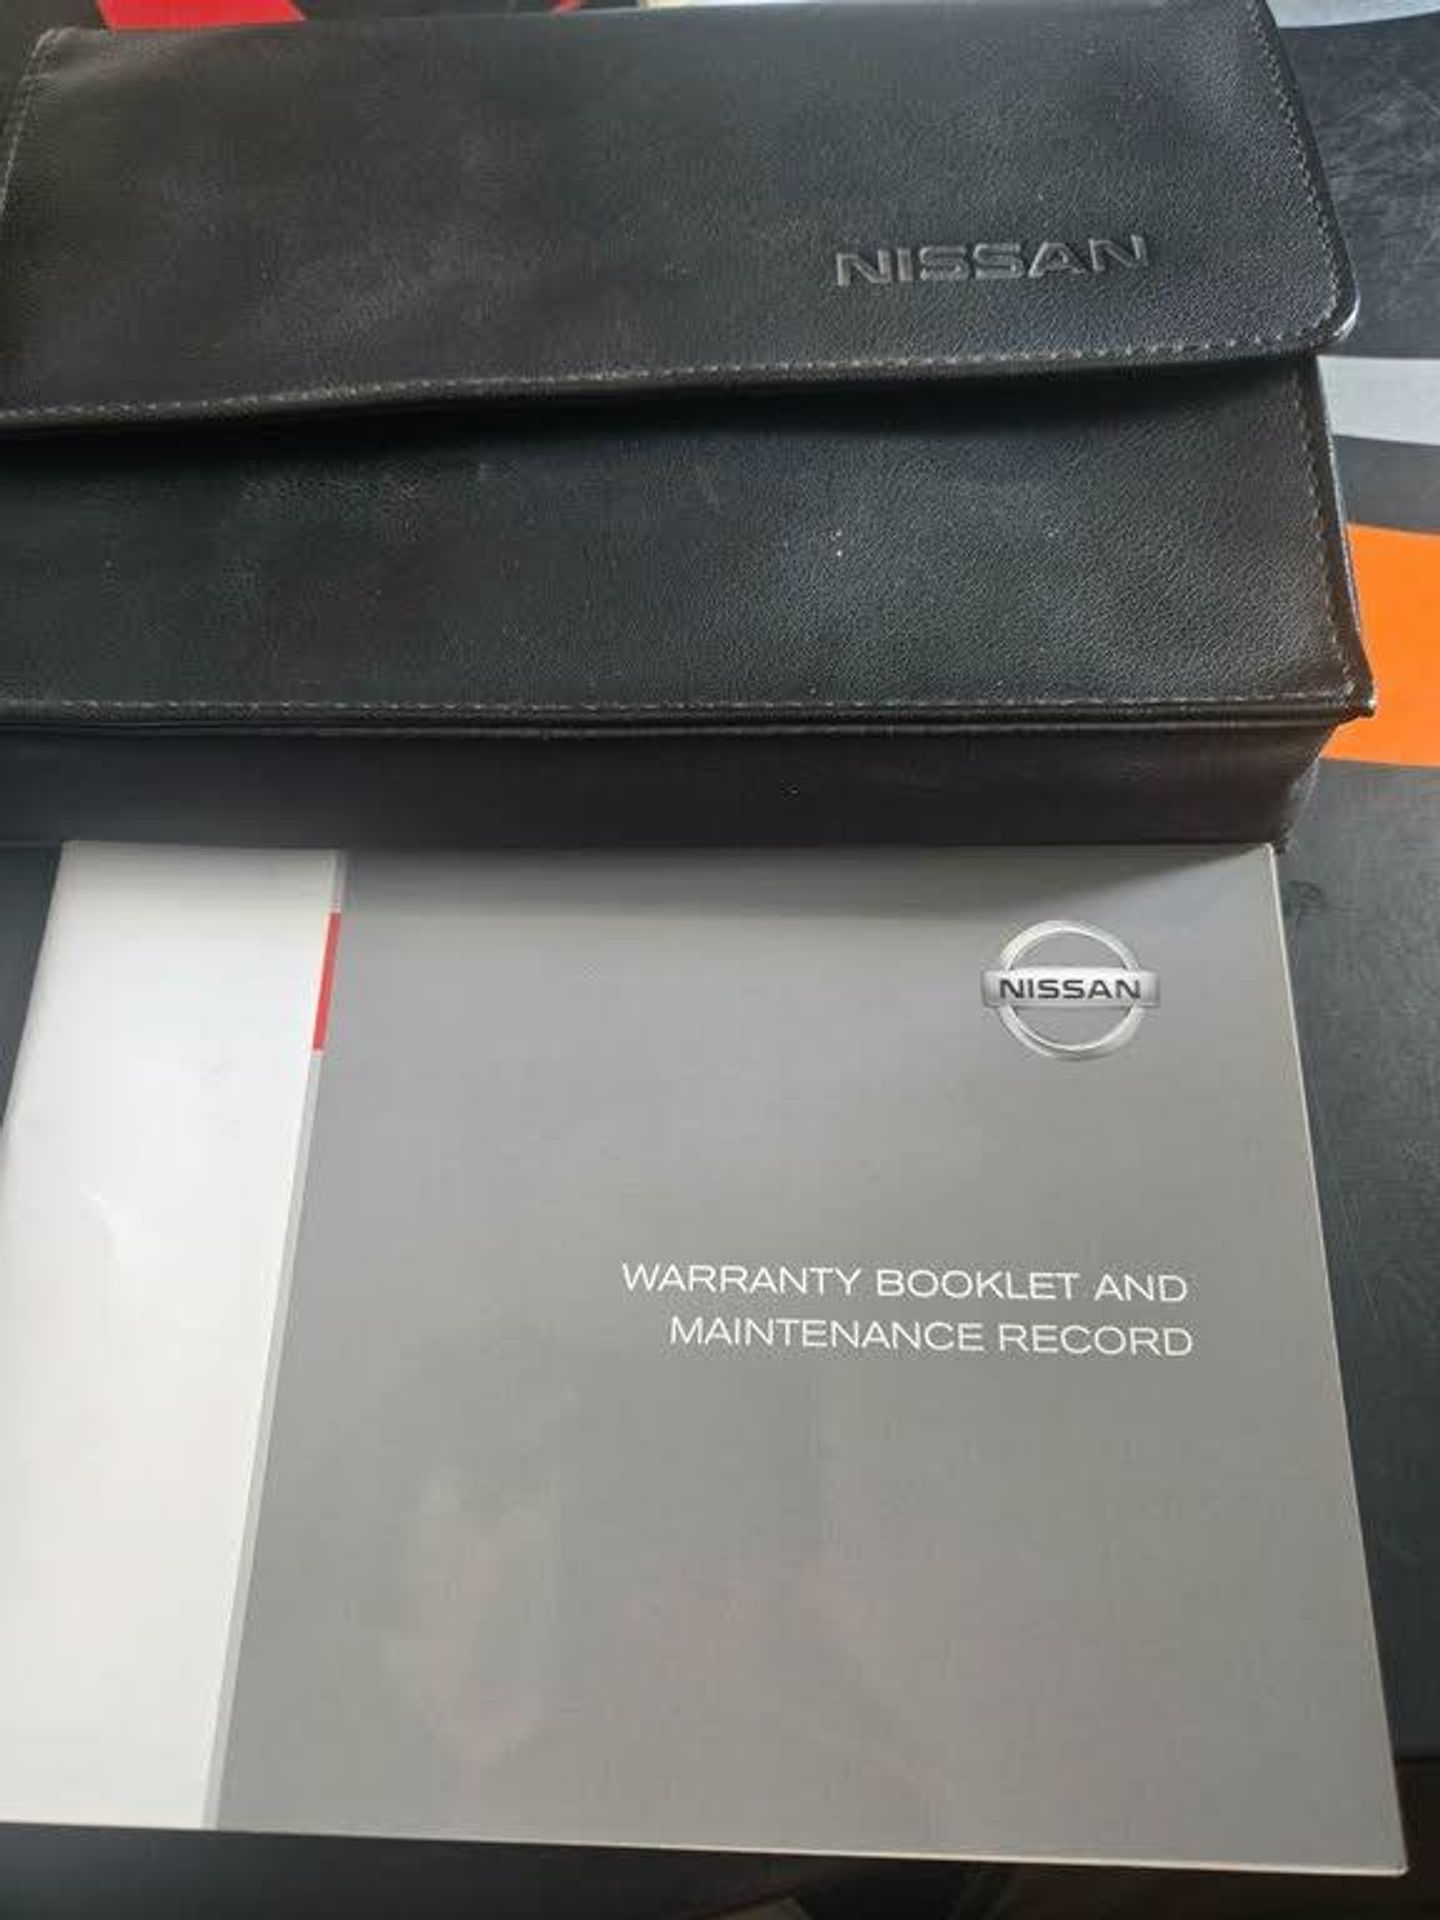 NISSAN
NISSAN
WARRANTY BOOKLET AND
MAINTENANCE RECORD